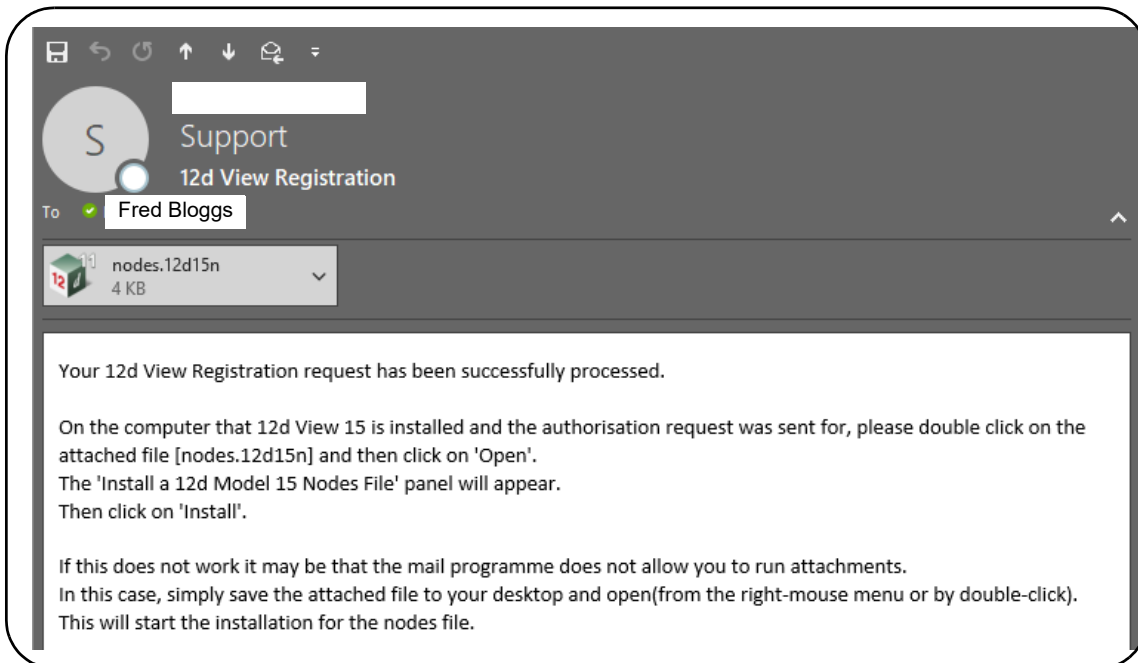 S
Support
12d View Registration
To
Fred Bloggs
12 d 11
nodes.12d15n
4 KB
Your 12d View Registration request has been successfully processed.
On the computer that 12d View 15 is installed and the authorisation request was sent for, please double click on the
attached file [nodes.12d15n] and then click on 'Open'.
The 'Install a 12d Model 15 Nodes File' panel will appear.
Then click on 'Install'.
If this does not work it may be that the mail programme does not allow you to run attachments.
In this case, simply save the attached file to your desktop and open(from the right-mouse menu or by double-click).
This will start the installation for the nodes file.